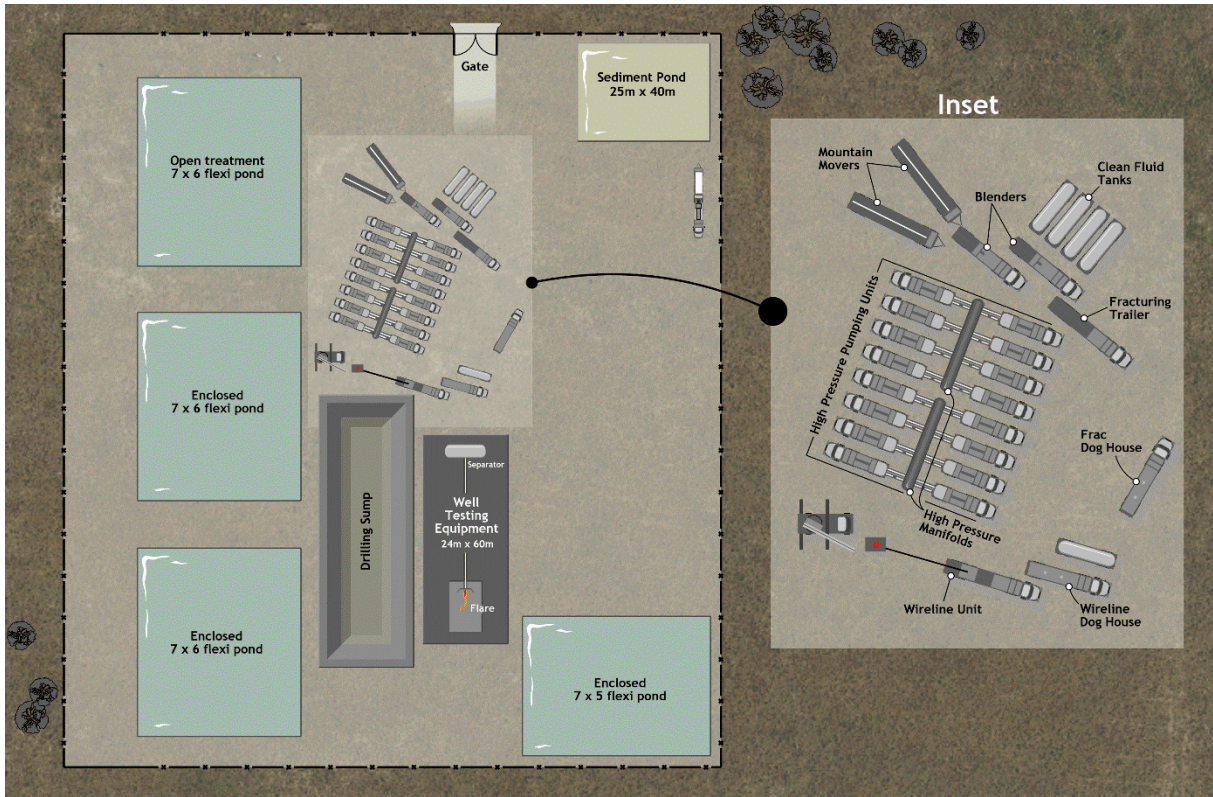 Gate
Sediment Pond
25m x 40m
Open treatment
7 x 6 flexi pond
Enclosed
7 x 6 flexi pond
Enclosed
7 x 6 flexi pond
Drilling Sump
Separator
Well
Testing
Equipment
24m x 60m
Flare
Enclosed
7 x 5 flexi pond
Inset
Mountain
Movers
Blenders
Clean Fluid
Tanks
Fracturing
Trailer
High Pressure Pumping Units
Frac
Dog House
High Pressure
Manifolds
Wireline Unit
Wireline
Dog House